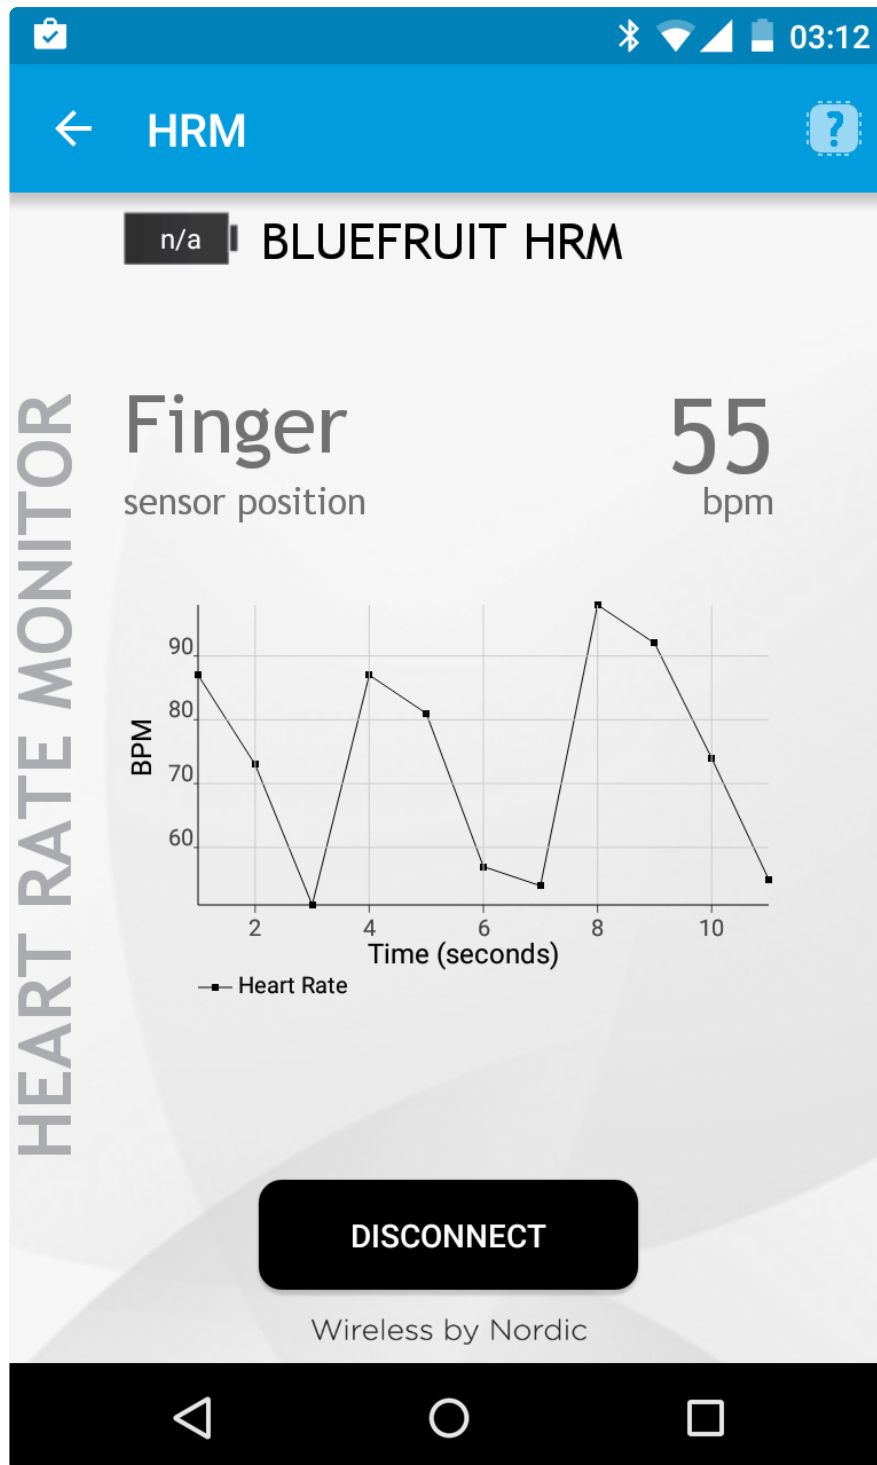 03:12
HRM
?
n/a BLUEFRUIT HRM
HEART RATE MONITOR
Finger
sensor position
55
bpm
BPM
90
80
70
60
2 4 6 8 10
Time (seconds)
Heart Rate
DISCONNECT
Wireless by Nordic